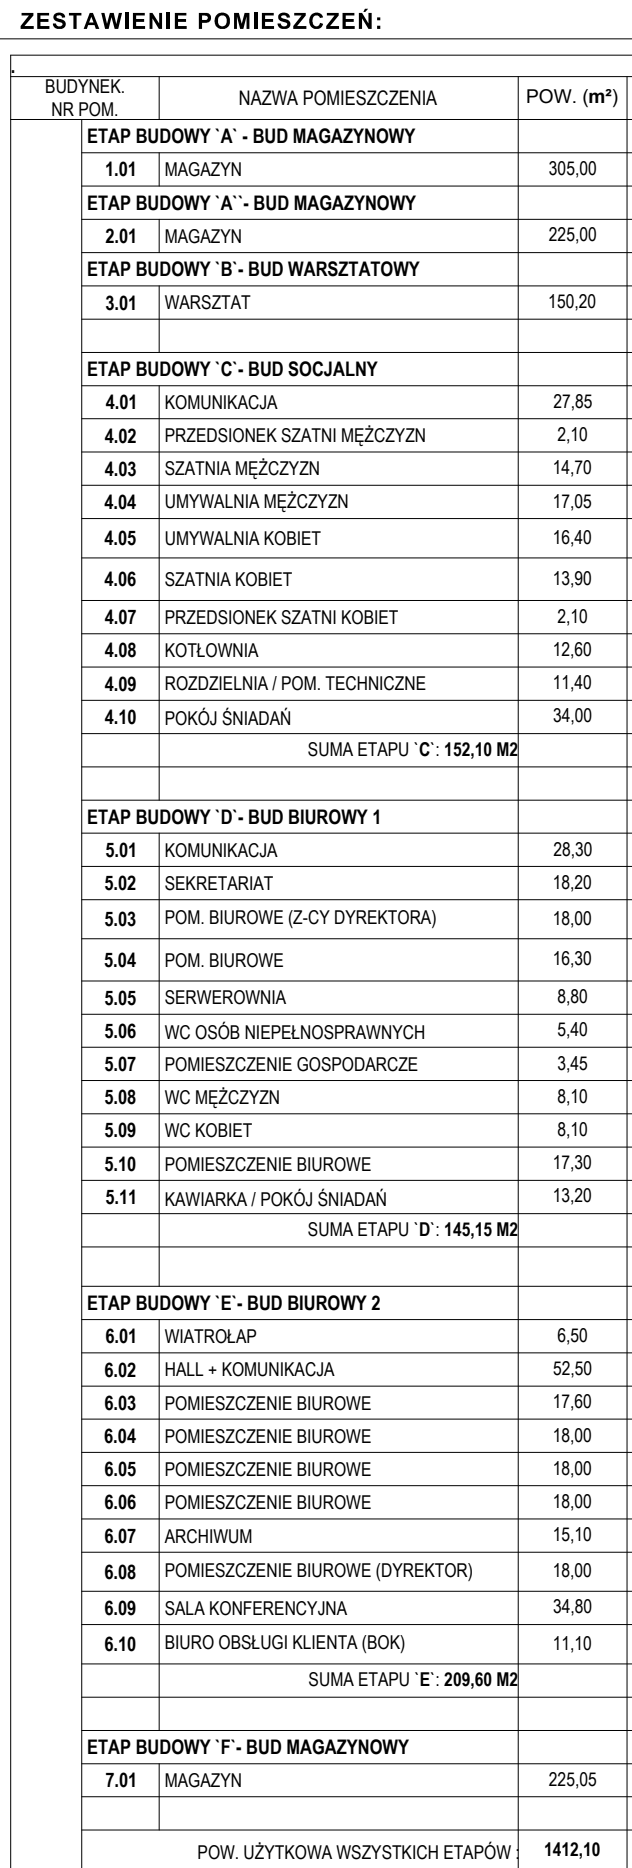 ZESTAWIENIE POMIESZCZEŃ:
.
BUDYNEK. NR POM. NAZWA POMIESZCZENIA POW. (m²)
ETAP BUDOWY `A` - BUD MAGAZYNOWY
1.01 MAGAZYN 305,00
ETAP BUDOWY `A``- BUD MAGAZYNOWY
2.01 MAGAZYN 225,00
ETAP BUDOWY `B`- BUD WARSZTATOWY
3.01 WARSZTAT 150,20
ETAP BUDOWY `C`- BUD SOCJALNY
4.01 KOMUNIKACJA 27,85
4.02 PRZEDSIONEK SZATNI MĘŻCZYZN 2,10
4.03 SZATNIA MĘŻCZYZN 14,70
4.04 UMYWALNIA MĘŻCZYZN 17,05
4.05 UMYWALNIA KOBIET 16,40
4.06 SZATNIA KOBIET 13,90
4.07 PRZEDSIONEK SZATNI KOBIET 2,10
4.08 KOTŁOWNIA 12,60
4.09 ROZDZIELNIA / POM. TECHNICZNE 11,40
4.10 POKÓJ ŚNIADAŃ 34,00
SUMA ETAPU `C`: 152,10 M2
ETAP BUDOWY `D`- BUD BIUROWY 1
5.01 KOMUNIKACJA 28,30
5.02 SEKRETARIAT 18,20
5.03 POM. BIUROWE (Z-CY DYREKTORA) 18,00
5.04 POM. BIUROWE 16,30
5.05 SERWEROWNIA 8,80
5.06 WC OSÓB NIEPEŁNOSPRAWNYCH 5,40
5.07 POMIESZCZENIE GOSPODARCZE 3,45
5.08 WC MĘŻCZYZN 8,10
5.09 WC KOBIET 8,10
5.10 POMIESZCZENIE BIUROWE 17,30
5.11 KAWIARKA / POKÓJ ŚNIADAŃ 13,20
SUMA ETAPU `D`: 145,15 M2
ETAP BUDOWY `E`- BUD BIUROWY 2
6.01 WIATROŁAP 6,50
6.02 HALL + KOMUNIKACJA 52,50
6.03 POMIESZCZENIE BIUROWE 17,60
6.04 POMIESZCZENIE BIUROWE 18,00
6.05 POMIESZCZENIE BIUROWE 18,00
6.06 POMIESZCZENIE BIUROWE 18,00
6.07 ARCHIWUM 15,10
6.08 POMIESZCZENIE BIUROWE (DYREKTOR) 18,00
6.09 SALA KONFERENCYJNA 34,80
6.10 BIURO OBSŁUGI KLIENTA (BOK) 11,10
SUMA ETAPU `E`: 209,60 M2
ETAP BUDOWY `F`- BUD MAGAZYNOWY
7.01 MAGAZYN 225,05
POW. UŻYTKOWA WSZYSTKICH ETAPÓW : 1412,10